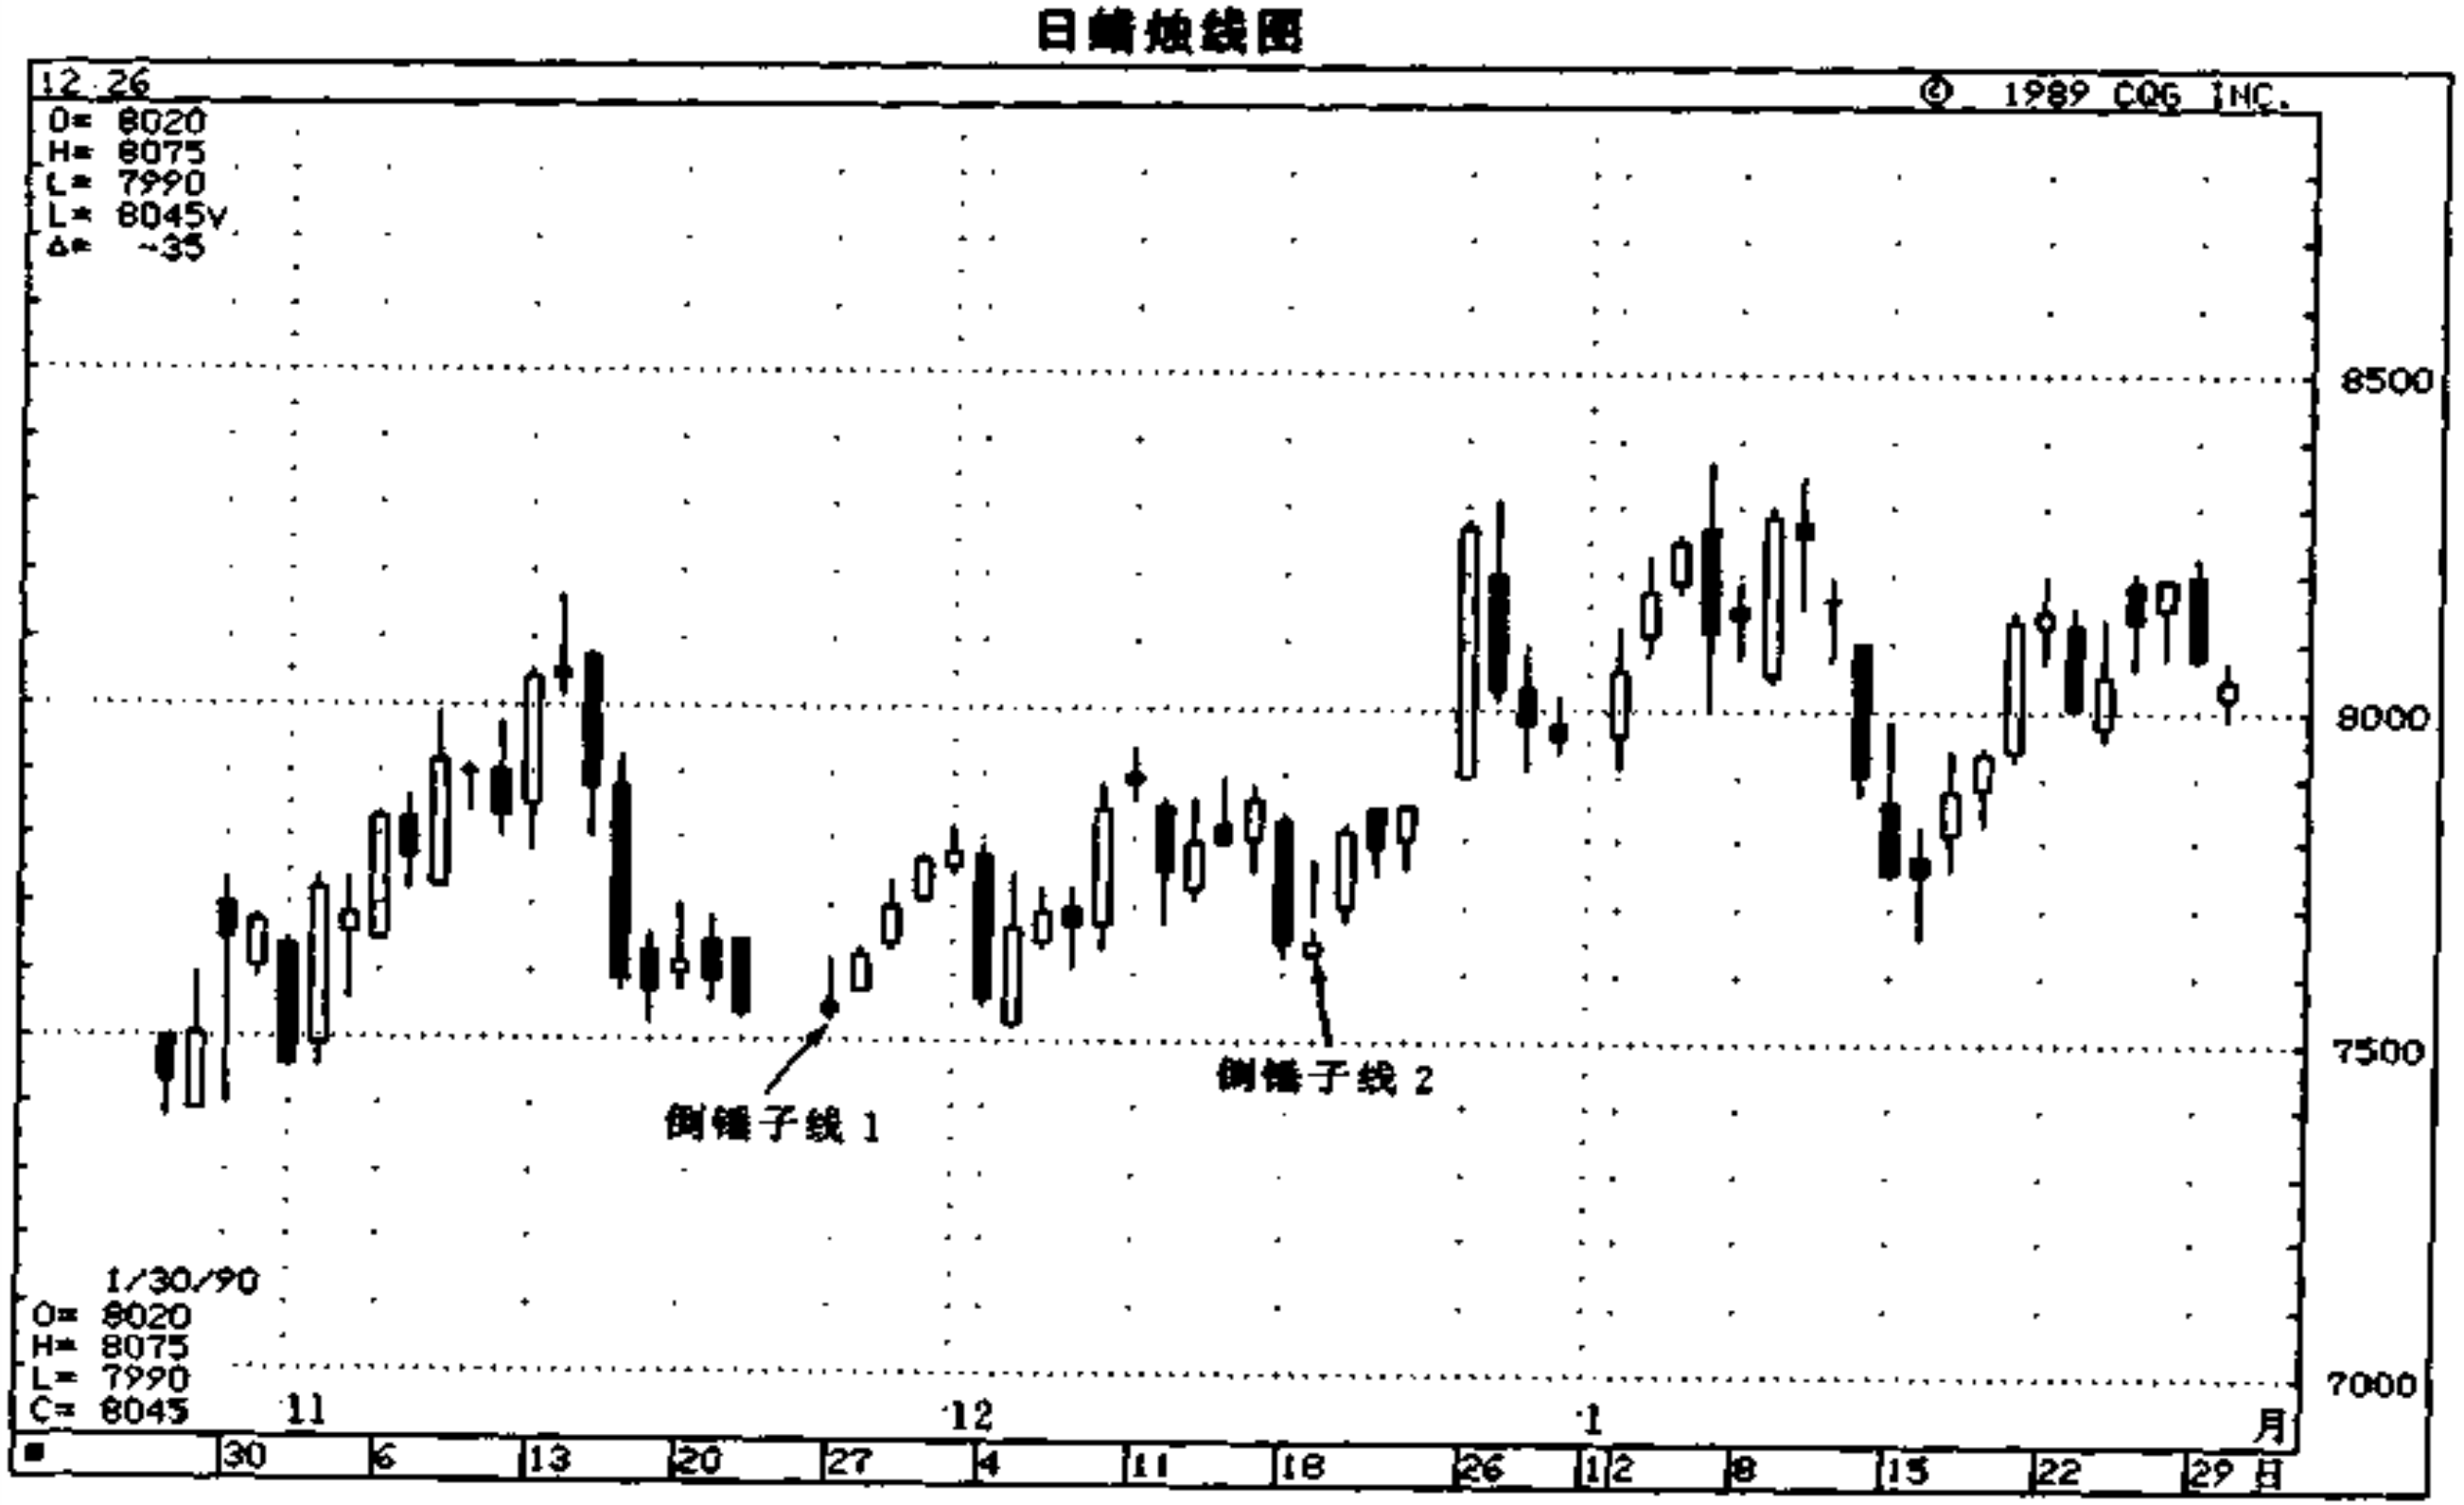 日蜡烛线图
12 26
© 1989 CQG INC.
O= 8020
H= 8075
L= 7990
L= 8045v
Δ= -35
8500
8000
7500
7000
倒锤子线 1
倒锤子线 2
1/30/90
O= 8020
H= 8075
L= 7990
C= 8045
11 12 1 月
30 6 13 20 27 4 11 18 26 1 2 8 15 22 29 日